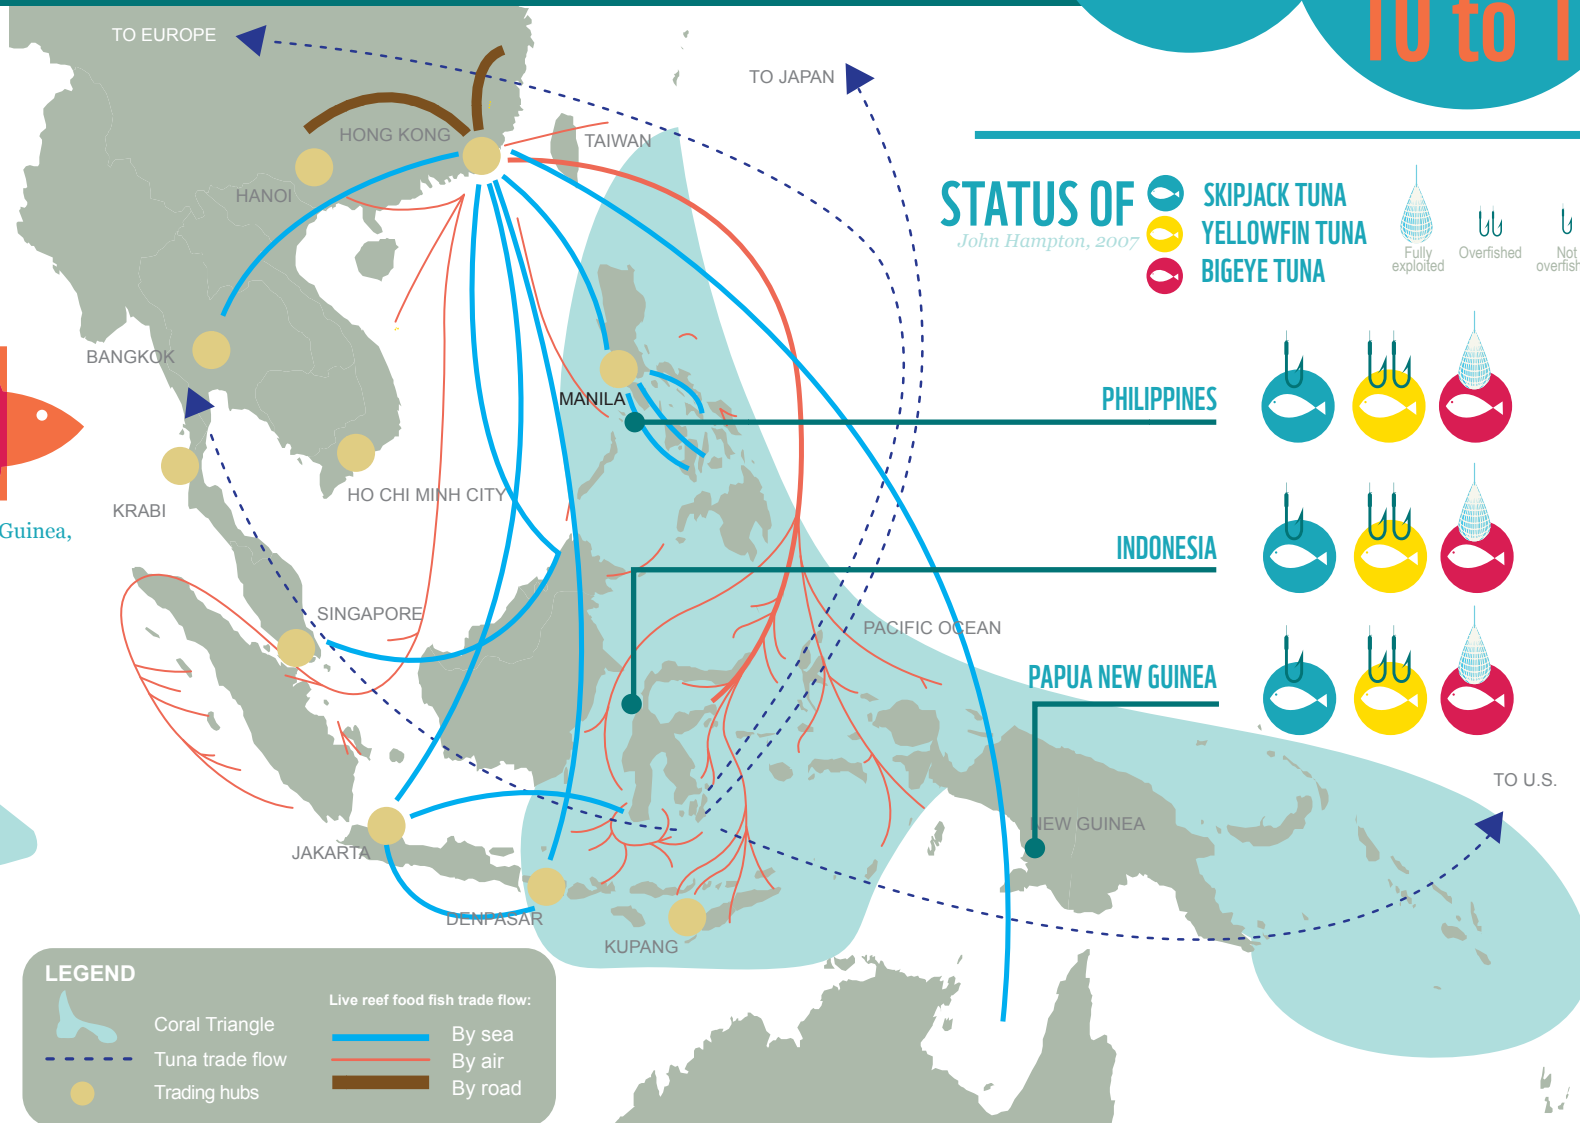 10 to 1
TO EUROPE
TO JAPAN
HONG KONG
TAIWAN
HANOI
STATUS OF
John Hampton, 2007
SKIPJACK TUNA
YELLOWFIN TUNA
BIGEYE TUNA
Fully
exploited
Overfished
Not
overfish
BANGKOK
MANILA
PHILIPPINES
KRABI
HO CHI MINH CITY
Guinea,
INDONESIA
SINGAPORE
PACIFIC OCEAN
PAPUA NEW GUINEA
TO U.S.
NEW GUINEA
JAKARTA
DENPASAR
KUPANG
LEGEND
Coral Triangle
Tuna trade flow
Trading hubs
Live reef food fish trade flow:
By sea
By air
By road